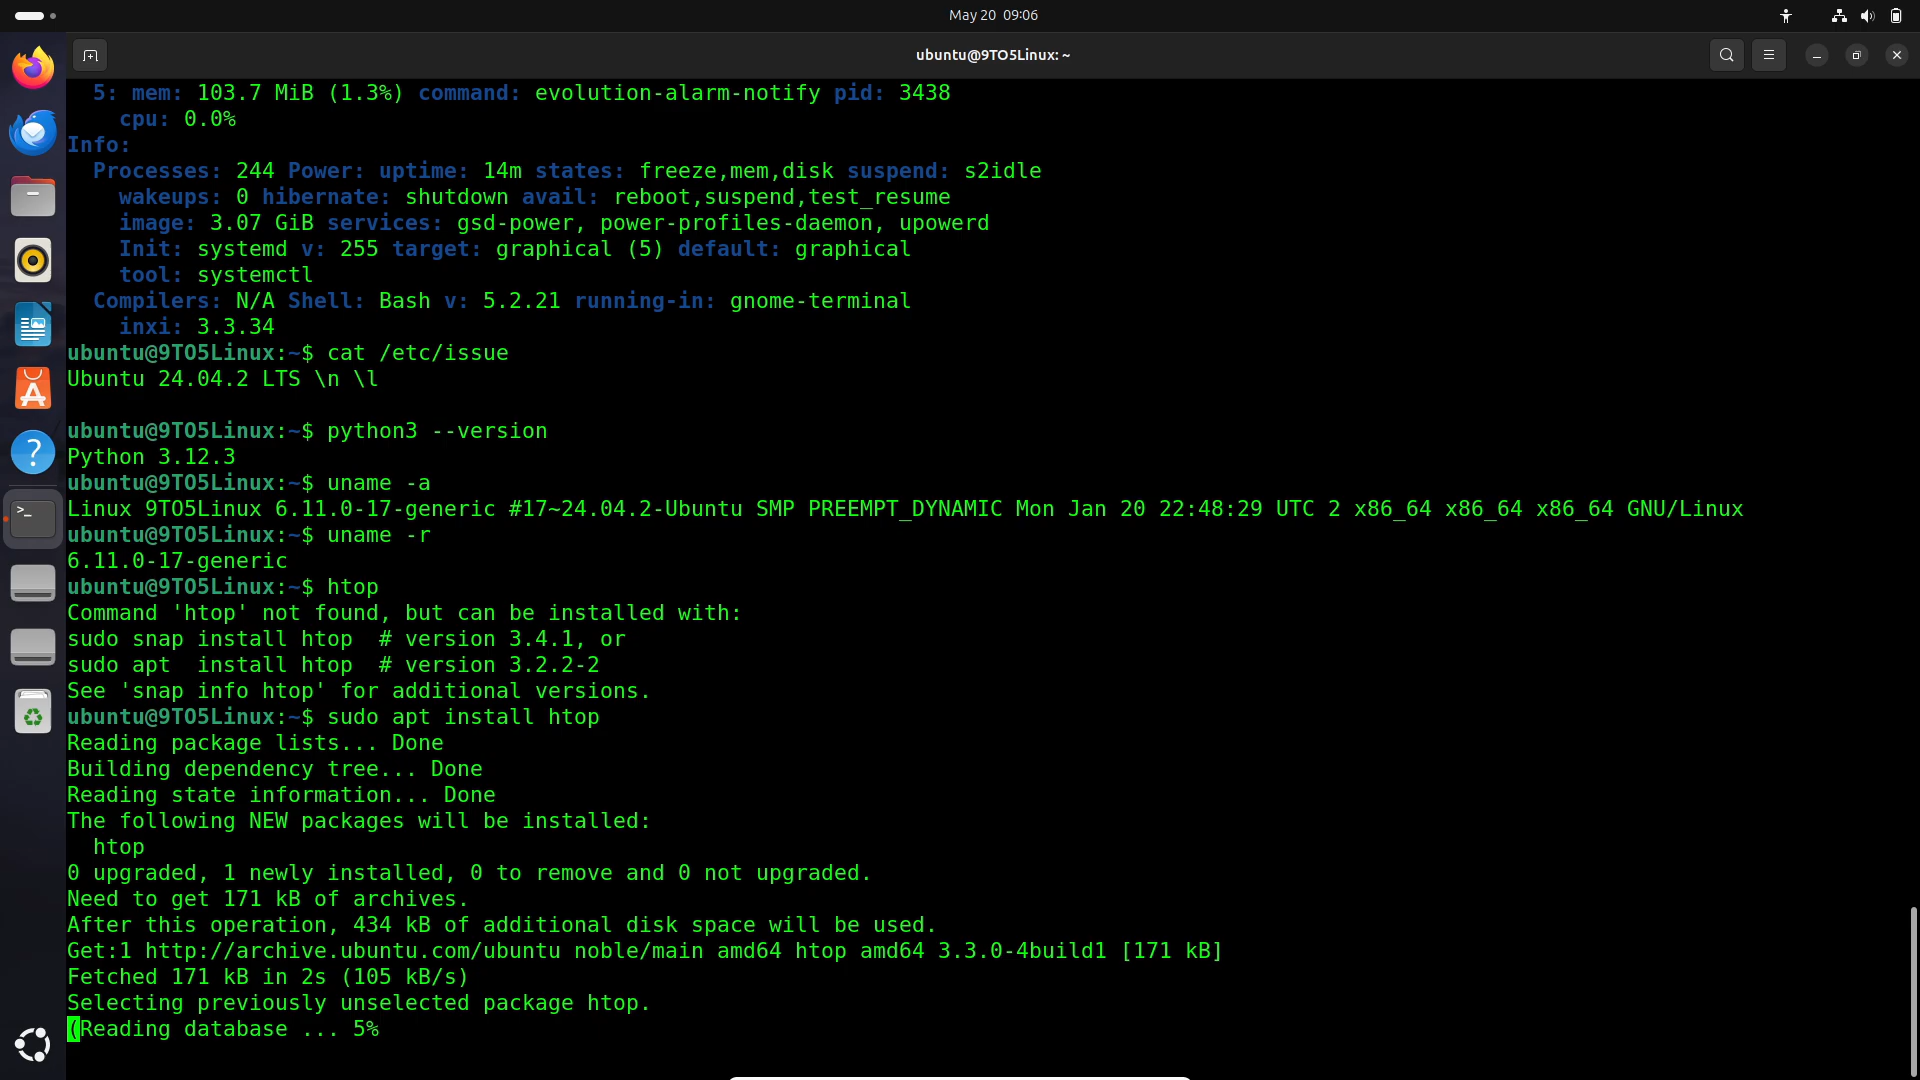 May 20 09:06
ubuntu@9TO5Linux: ~
5: mem: 103.7 MiB (1.3%) command: evolution-alarm-notify pid: 3438
cpu: 0.0%
Info:
Processes: 244 Power: uptime: 14m states: freeze,mem,disk suspend: s2idle
wakeups: 0 hibernate: shutdown avail: reboot,suspend,test_resume
image: 3.07 GiB services: gsd-power, power-profiles-daemon, upowerd
Init: systemd v: 255 target: graphical (5) default: graphical
tool: systemctl
Compilers: N/A Shell: Bash v: 5.2.21 running-in: gnome-terminal
inxi: 3.3.34
ubuntu@9TO5Linux:~$ cat /etc/issue
Ubuntu 24.04.2 LTS \n \l
ubuntu@9TO5Linux:~$ python3 --version
Python 3.12.3
ubuntu@9TO5Linux:~$ uname -a
Linux 9TO5Linux 6.11.0-17-generic #17~24.04.2-Ubuntu SMP PREEMPT_DYNAMIC Mon Jan 20 22:48:29 UTC 2 x86_64 x86_64 x86_64 GNU/Linux
ubuntu@9TO5Linux:~$ uname -r
6.11.0-17-generic
ubuntu@9TO5Linux:~$ htop
Command 'htop' not found, but can be installed with:
sudo snap install htop  # version 3.4.1, or
sudo apt  install htop  # version 3.2.2-2
See 'snap info htop' for additional versions.
ubuntu@9TO5Linux:~$ sudo apt install htop
Reading package lists... Done
Building dependency tree... Done
Reading state information... Done
The following NEW packages will be installed:
htop
0 upgraded, 1 newly installed, 0 to remove and 0 not upgraded.
Need to get 171 kB of archives.
After this operation, 434 kB of additional disk space will be used.
Get:1 http://archive.ubuntu.com/ubuntu noble/main amd64 htop amd64 3.3.0-4build1 [171 kB]
Fetched 171 kB in 2s (105 kB/s)
Selecting previously unselected package htop.
(Reading database ... 5%